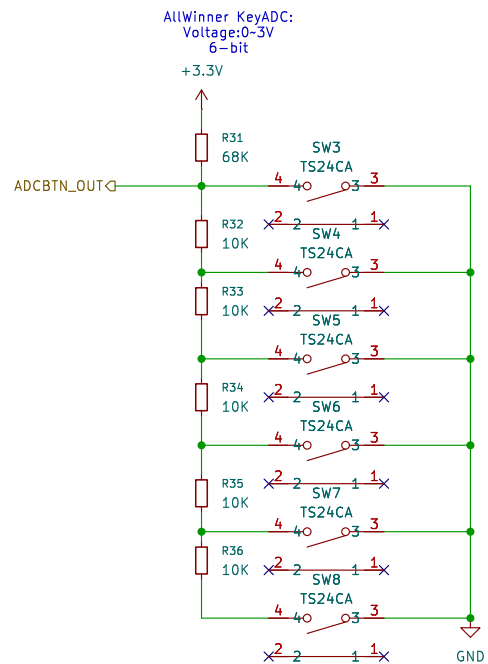 AllWinner KeyADC:
Voltage:0~3V
6-bit
+3.3V
R31
68K
SW3
TS24CA
4 4 3 3
ADCBTN_OUT
2 2 1 1
R32
10K
SW4
TS24CA
4 4 3 3
2 2 1 1
R33
10K
SW5
TS24CA
4 4 3 3
2 2 1 1
R34
10K
SW6
TS24CA
4 4 3 3
2 2 1 1
R35
10K
SW7
TS24CA
4 4 3 3
2 2 1 1
R36
10K
SW8
TS24CA
4 4 3 3
2 2 1 1
GND